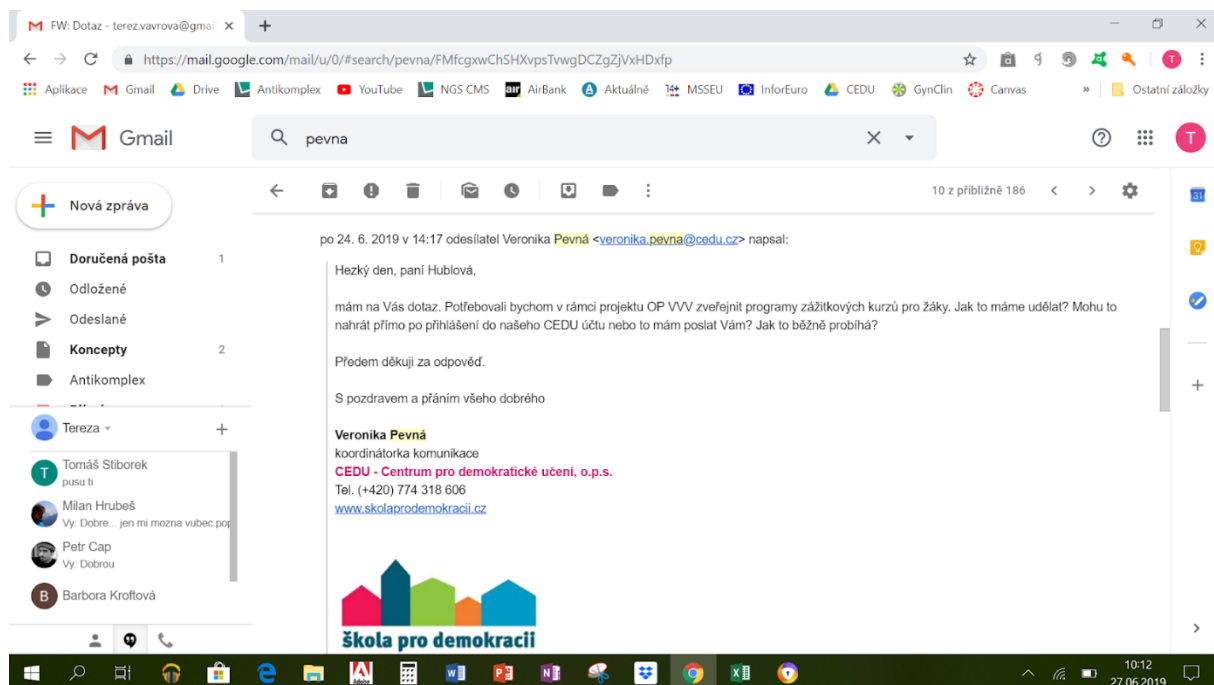 FW: Dotaz - terez.vavrova@gmai
https://mail.google.com/mail/u/0/#search/pevna/FMfcgxwChSHXvpsTvwgDCZgZjVxHDxfp
T
Aplikace Gmail Drive Antikomplex YouTube NGS CMS AirBank Aktuálně MSSEU InforEuro CEDU GynClin Canvas » Ostatní záložky
Gmail
pevna
T
Nová zpráva
10 z přibližně 186
31
Doručená pošta 1
Odložené
Odeslané
Koncepty 2
Antikomplex
Tereza
T Tomáš Stiborek
pusu ti
Milan Hrubeš
Vy: Dobre... jen mi mozna vubec pop
Petr Cap
Vy: Dobrou
B Barbora Kroftová
po 24. 6. 2019 v 14:17 odesílatel Veronika Pevná <veronika.pevna@cedu.cz> napsal:
Hezký den, paní Hublová,
mám na Vás dotaz. Potřebovali bychom v rámci projektu OP VVV zveřejnit programy zážitkových kurzů pro žáky. Jak to máme udělat? Mohu to
nahrát přímo po přihlášení do našeho CEDU účtu nebo to mám poslat Vám? Jak to běžně probíhá?
Předem děkuji za odpověď.
S pozdravem a přáním všeho dobrého
Veronika Pevná
koordinátorka komunikace
CEDU - Centrum pro demokratické učení, o.p.s.
Tel. (+420) 774 318 606
www.skolaprodemokracii.cz
škola pro demokracii
10:12
27.06.2019